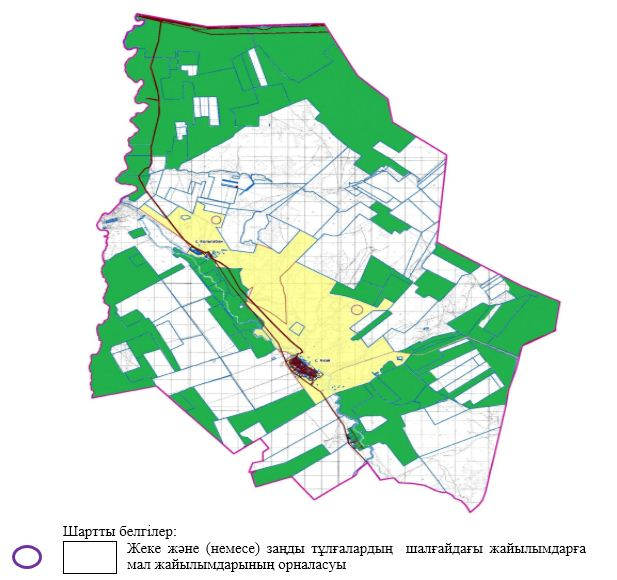 Шартты белгілер:
Жеке және (немесе) заңды тұлғалардың шалғайдағы жайылымдарға
мал жайылымдарының орналасуы